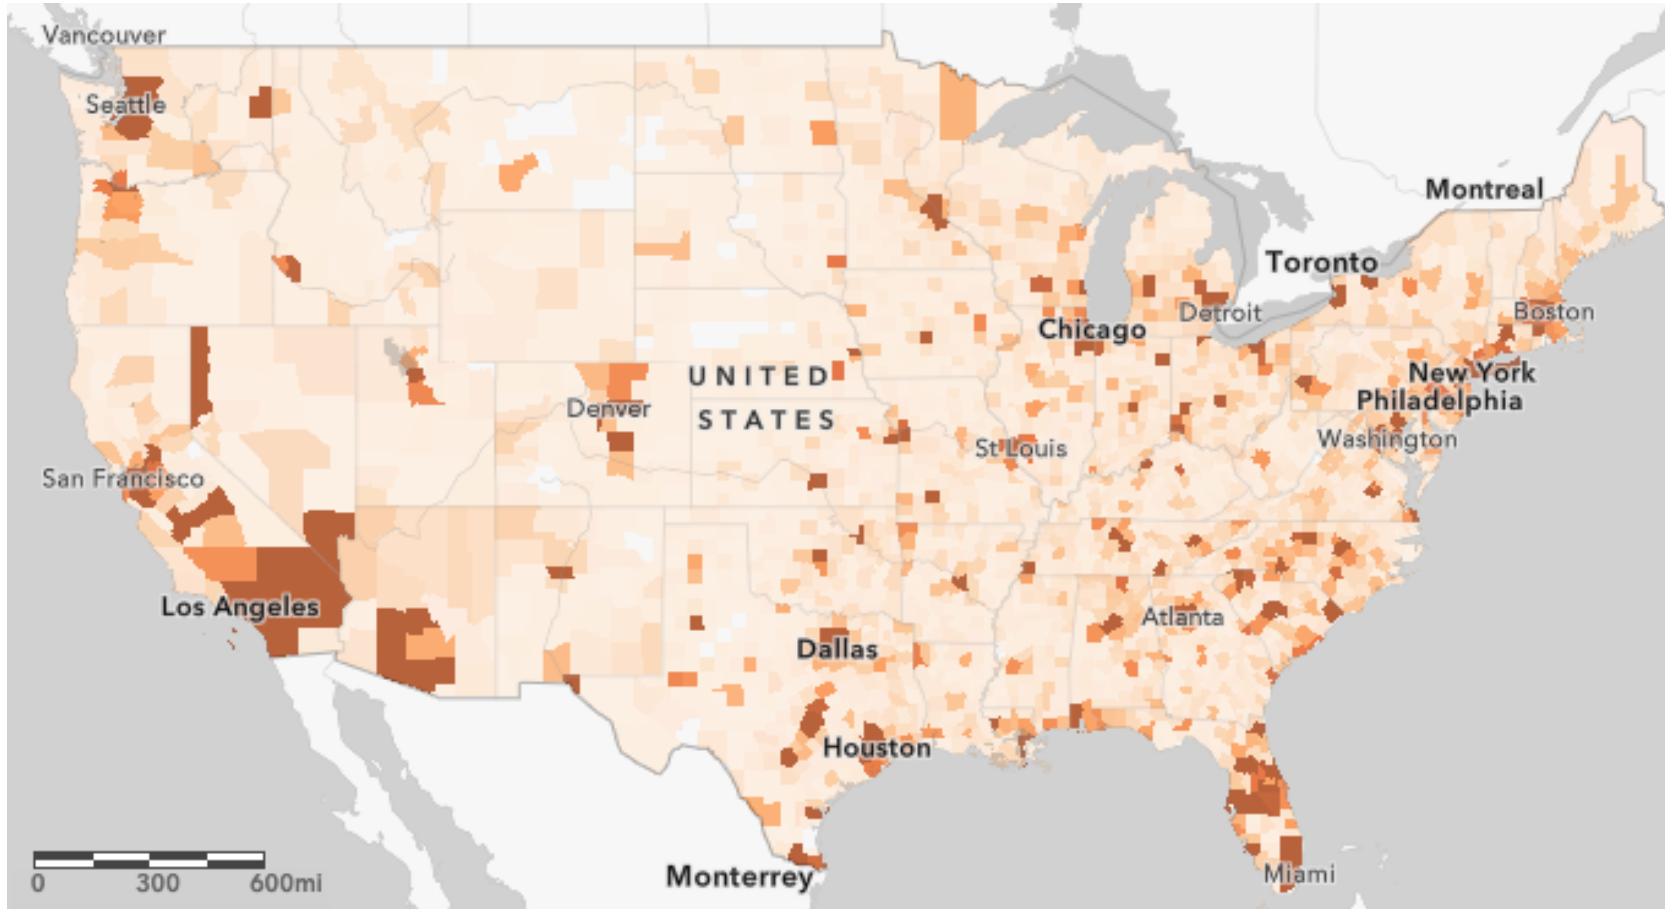 Vancouver
Seattle
Montreal
Toronto
Detroit
Boston
Chicago
New York
UNITED
STATES
Denver
Philadelphia
Washington
St Louis
San Francisco
Los Angeles
Atlanta
Dallas
Houston
Monterrey
Miami
0 300 600mi